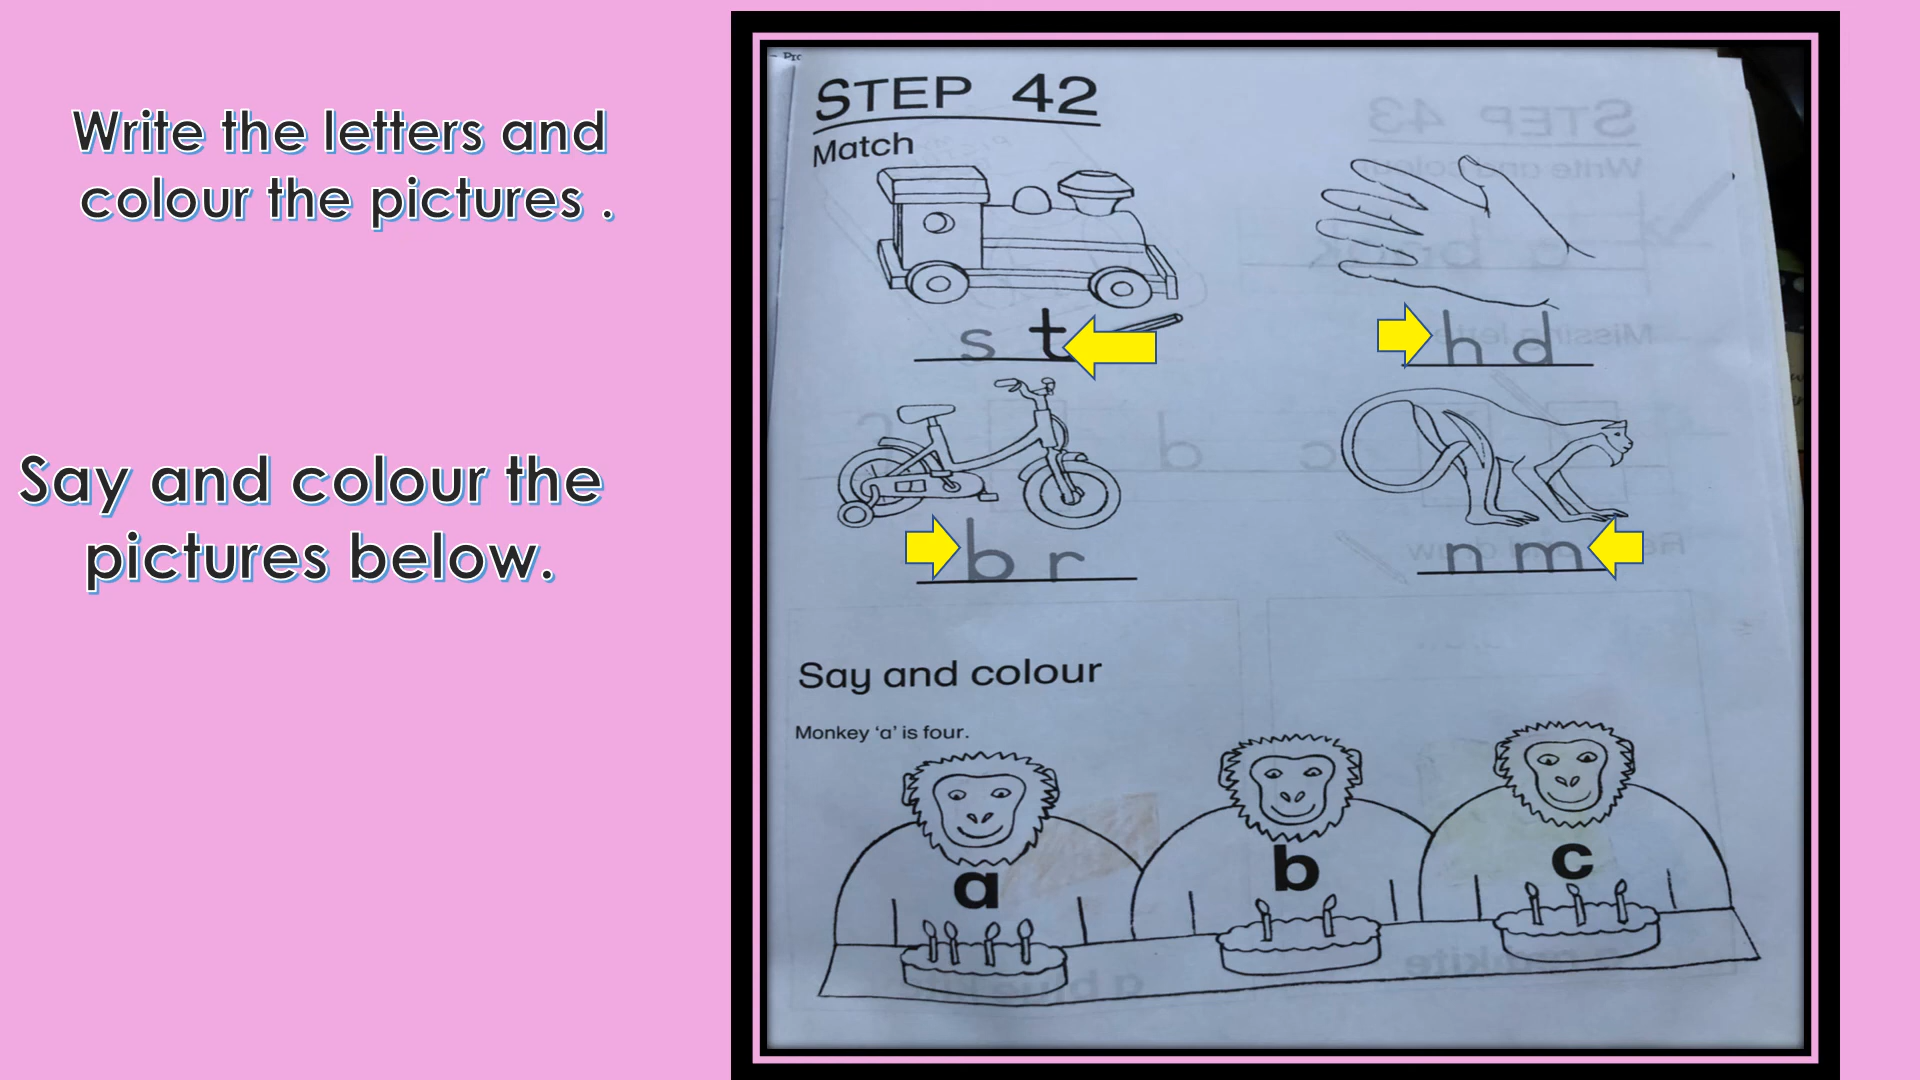 Write the letters and
colour the pictures .
Say and colour the
pictures below.
STEP 42
Match
s t
h d
b r
n m
Say and colour
Monkey ‘a’ is four.
a
b
c